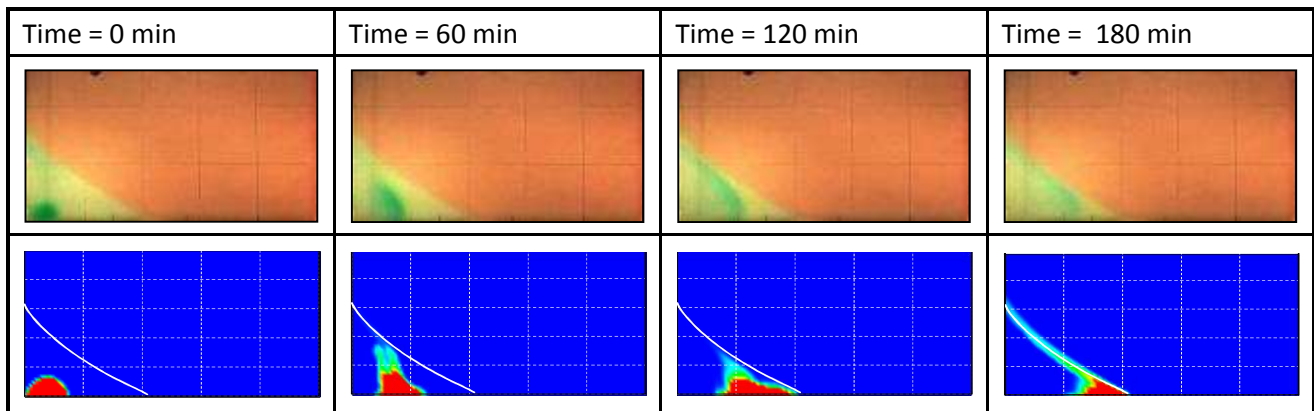 Time = 0 min
Time = 60 min
Time = 120 min
Time =  180 min